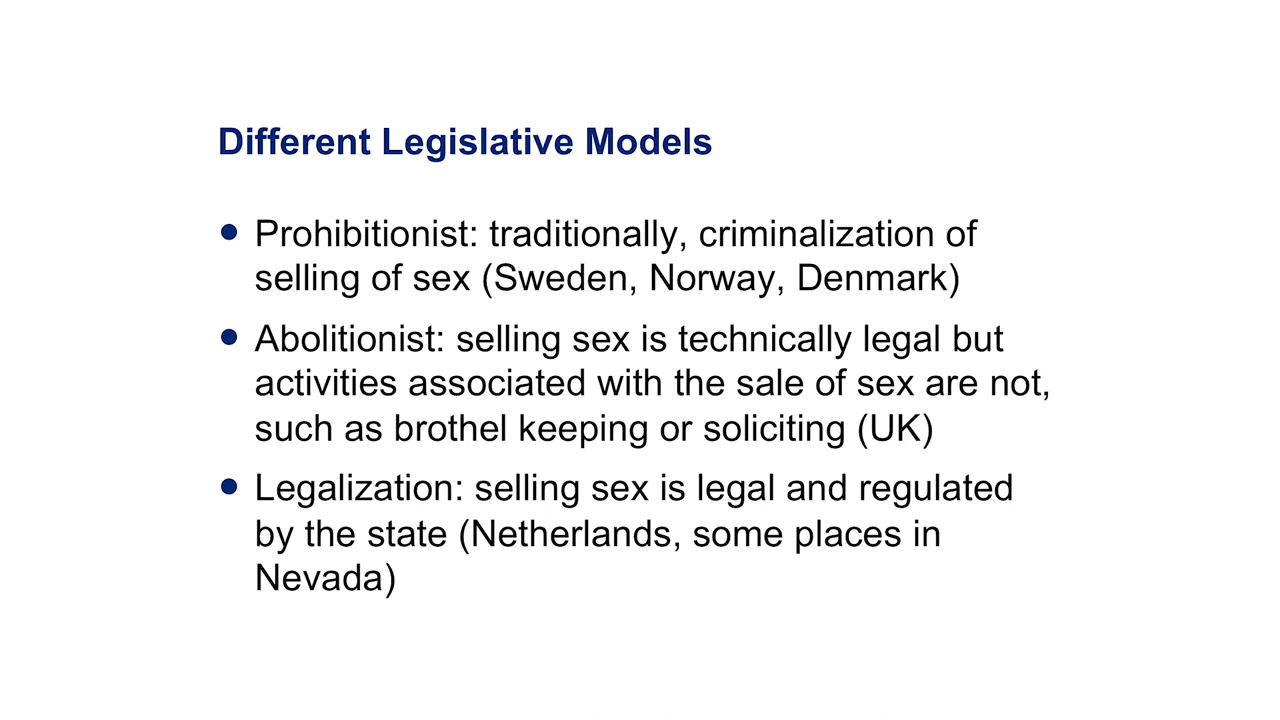 Different Legislative Models
• Prohibitionist: traditionally, criminalization of
selling of sex (Sweden, Norway, Denmark)
• Abolitionist: selling sex is technically legal but
activities associated with the sale of sex are not,
such as brothel keeping or soliciting (UK)
• Legalization: selling sex is legal and regulated
by the state (Netherlands, some places in
Nevada)